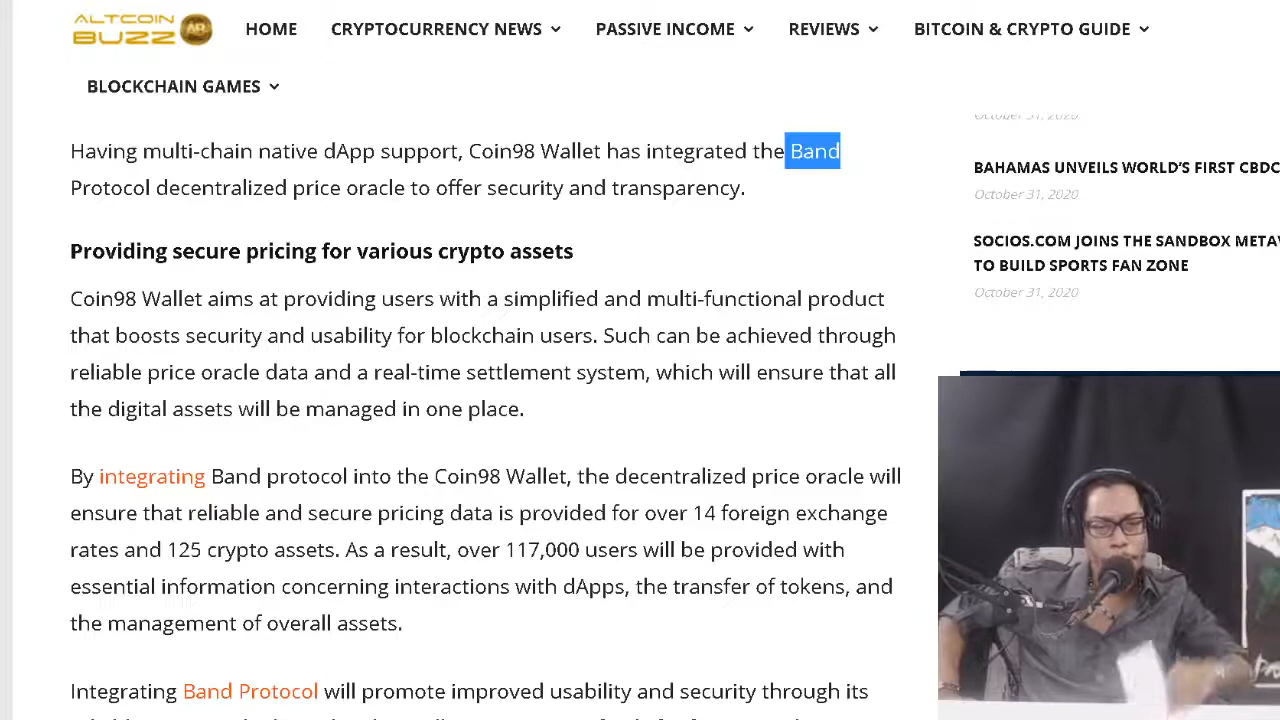 ALTCOIN
BUZZ AB
HOME
CRYPTOCURRENCY NEWS
PASSIVE INCOME
REVIEWS
BITCOIN & CRYPTO GUIDE
BLOCKCHAIN GAMES
Having multi-chain native dApp support, Coin98 Wallet has integrated the Band
Protocol decentralized price oracle to offer security and transparency.
Providing secure pricing for various crypto assets
Coin98 Wallet aims at providing users with a simplified and multi-functional product
that boosts security and usability for blockchain users. Such can be achieved through
reliable price oracle data and a real-time settlement system, which will ensure that all
the digital assets will be managed in one place.
By integrating Band protocol into the Coin98 Wallet, the decentralized price oracle will
ensure that reliable and secure pricing data is provided for over 14 foreign exchange
rates and 125 crypto assets. As a result, over 117,000 users will be provided with
essential information concerning interactions with dApps, the transfer of tokens, and
the management of overall assets.
Integrating Band Protocol will promote improved usability and security through its
October 31, 2020
BAHAMAS UNVEILS WORLD'S FIRST CBDC
October 31, 2020
SOCIOS.COM JOINS THE SANDBOX
TO BUILD SPORTS FAN ZONE
October 31, 2020